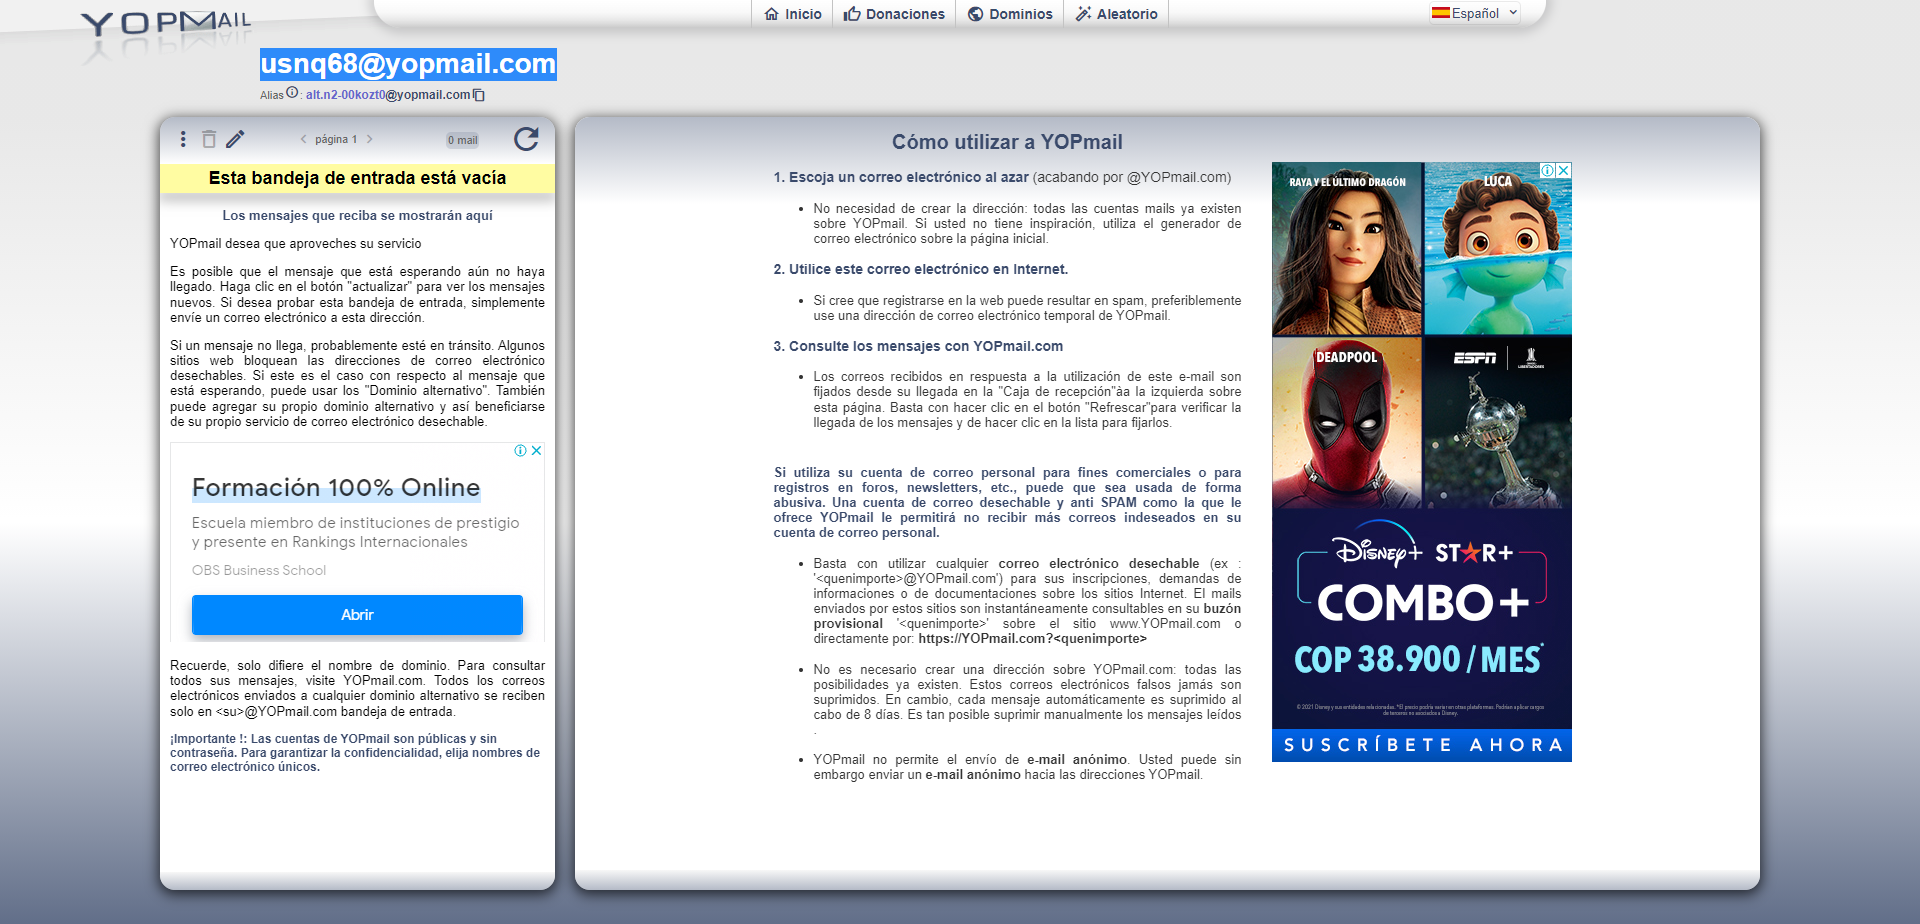 YOPMAIL
Inicio
Donaciones
Dominios
Aleatorio
Español
usnq68@yopmail.com
Alias : alt.n2-00kozt0@yopmail.com
página 1
0 mail
Esta bandeja de entrada está vacía
Los mensajes que reciba se mostrarán aquí
YOPmail desea que aproveches su servicio
Es posible que el mensaje que está esperando aún no haya
llegado. Haga clic en el botón "actualizar" para ver los mensajes
nuevos. Si desea probar esta bandeja de entrada, simplemente
envíe un correo electrónico a esta dirección.
Si un mensaje no llega, probablemente esté en tránsito. Algunos
sitios web bloquean las direcciones de correo electrónico
desechables. Si este es el caso con respecto al mensaje que
está esperando, puede usar los "Dominio alternativo". También
puede agregar su propio dominio alternativo y así beneficiarse
de su propio servicio de correo electrónico desechable.
Formación 100% Online
Escuela miembro de instituciones de prestigio
y presente en Rankings Internacionales
OBS Business School
Abrir
Recuerde, solo difiere el nombre de dominio. Para consultar
todos sus mensajes, visite YOPmail.com. Todos los correos
electrónicos enviados a cualquier dominio alternativo se reciben
solo en <su>@YOPmail.com bandeja de entrada.
¡Importante !: Las cuentas de YOPmail son públicas y sin
contraseña. Para garantizar la confidencialidad, elija nombres de
correo electrónico únicos.
Cómo utilizar a YOPmail
1. Escoja un correo electrónico al azar (acabando por @YOPmail.com)
• No necesidad de crear la dirección: todas las cuentas mails ya existen
sobre YOPmail. Si usted no tiene inspiración, utiliza el generador de
correo electrónico sobre la página inicial.
2. Utilice este correo electrónico en Internet.
• Si cree que registrarse en la web puede resultar en spam, preferiblemente
use una dirección de correo electrónico temporal de YOPmail.
3. Consulte los mensajes con YOPmail.com
• Los correos recibidos en respuesta a la utilización de este e-mail son
fijados desde su llegada en la "Caja de recepción"àa la izquierda sobre
esta página. Basta con hacer clic en el botón "Refrescar"para verificar la
llegada de los mensajes y de hacer clic en la lista para fijarlos.
Si utiliza su cuenta de correo personal para fines comerciales o para
registros en foros, newsletters, etc., puede que sea usada de forma
abusiva. Una cuenta de correo desechable y anti SPAM como la que le
ofrece YOPmail le permitirá no recibir más correos indeseados en su
cuenta de correo personal.
• Basta con utilizar cualquier correo electrónico desechable (ex :
'<quenimporte>@YOPmail.com') para sus inscripciones, demandas de
informaciones o de documentaciones sobre los sitios Internet. El mails
enviados por estos sitios son instantáneamente consultables en su buzón
provisional '<quenimporte>' sobre el sitio www.YOPmail.com o
directamente por: https://YOPmail.com?<quenimporte>
• No es necesario crear una dirección sobre YOPmail.com: todas las
posibilidades ya existen. Estos correos electrónicos falsos jamás son
suprimidos. En cambio, cada mensaje automáticamente es suprimido al
cabo de 8 días. Es tan posible suprimir manualmente los mensajes leídos
.
• YOPmail no permite el envío de e-mail anónimo. Usted puede sin
embargo enviar un e-mail anónimo hacia las direcciones YOPmail.
RAYA Y EL ÚLTIMO DRAGÓN
LUCA
DEADPOOL
ESPN
LIBERTADORES
Disney+ STAR+
COMBO+
COP 38.900 / MES*
© 2021 Disney y sus entidades relacionadas. *El precio podría variar en otras plataformas. Podrían aplicar cargos
de terceros no asociados a Disney.
SUSCRÍBETE AHORA